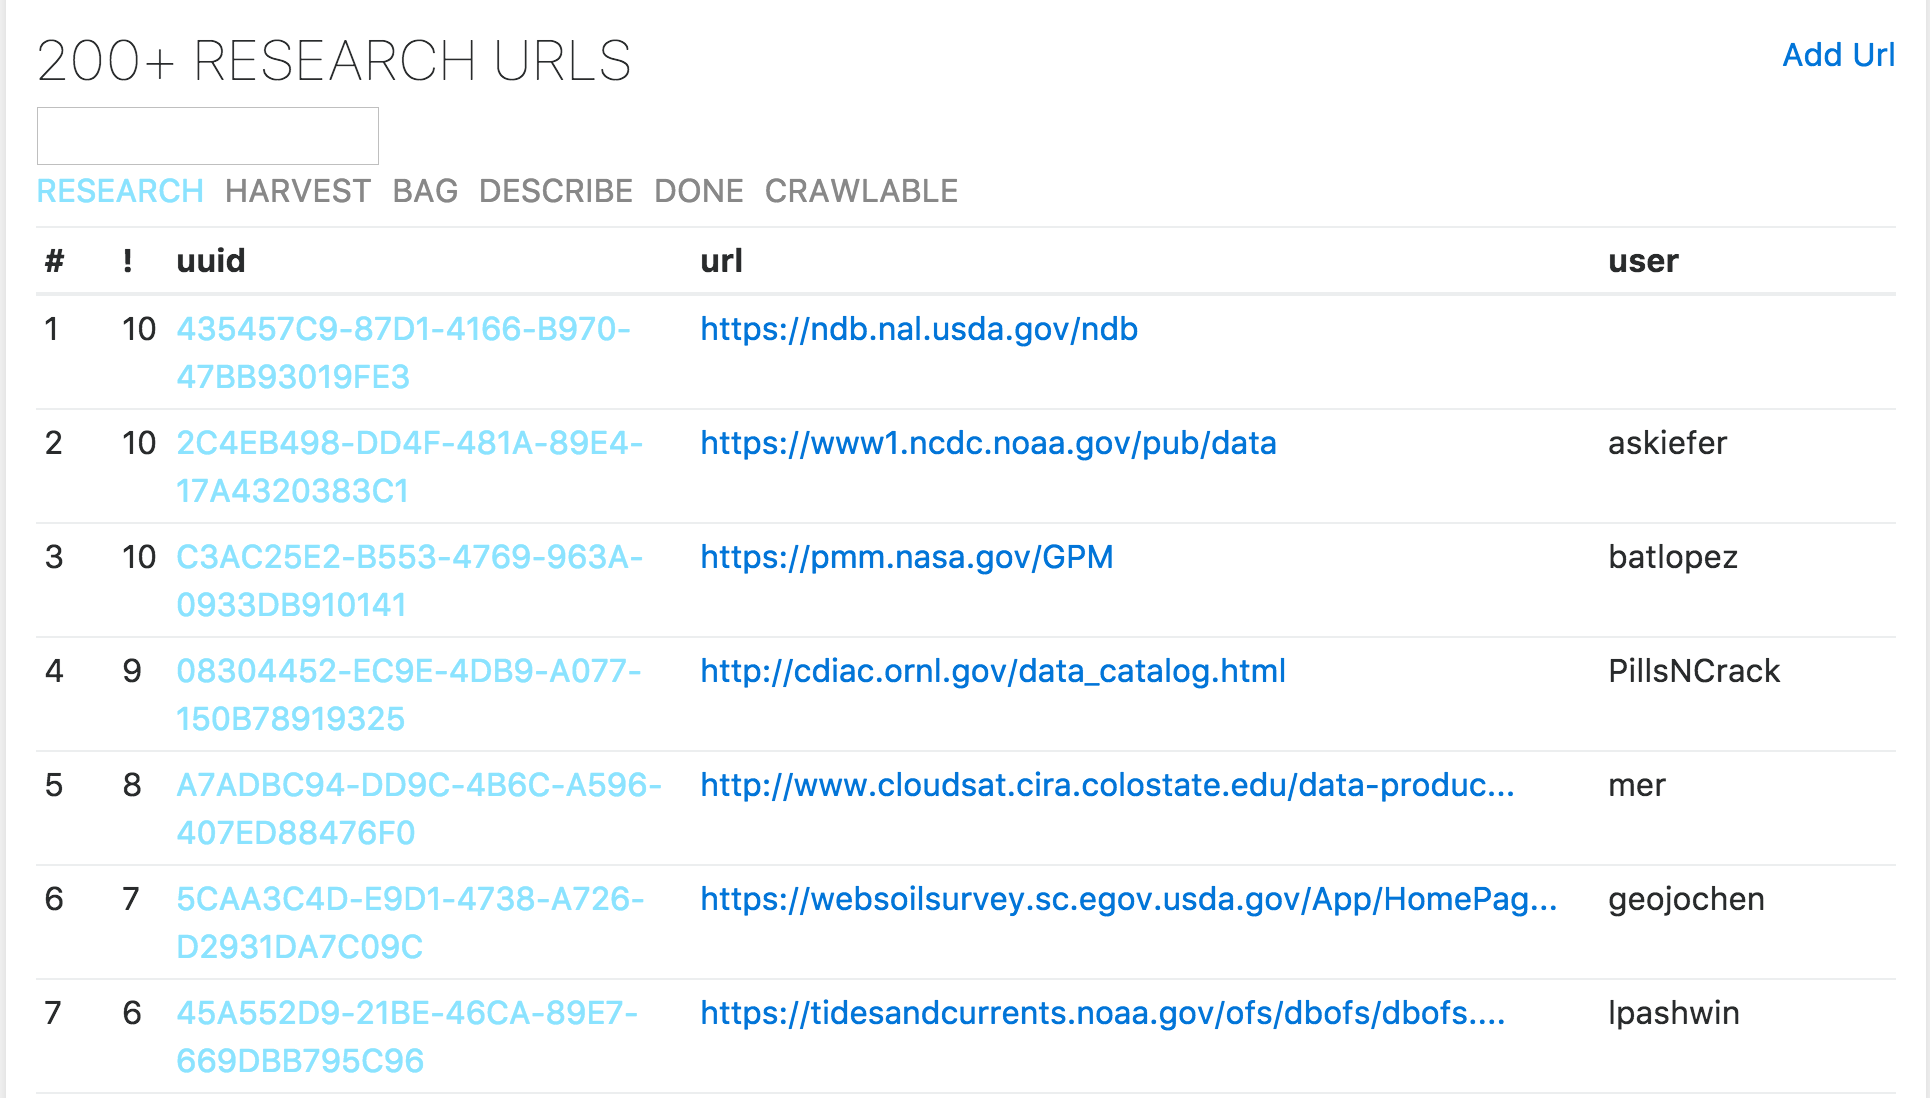 200+ RESEARCH URLS Add Url
RESEARCH HARVEST BAG DESCRIBE DONE CRAWLABLE
# ! uuid url user
1 10 435457C9-87D1-4166-B970- https://ndb.nal.usda.gov/ndb
47BB93019FE3
2 10 2C4EB498-DD4F-481A-89E4- https://www1.ncdc.noaa.gov/pub/data askiefer
17A4320383C1
3 10 C3AC25E2-B553-4769-963A- https://pmm.nasa.gov/GPM batlopez
0933DB910141
4 9 08304452-EC9E-4DB9-A077- http://cdiac.ornl.gov/data_catalog.html PillsNCrack
150B78919325
5 8 A7ADBC94-DD9C-4B6C-A596- http://www.cloudsat.cira.colostate.edu/data-produc... mer
407ED88476F0
6 7 5CAA3C4D-E9D1-4738-A726- https://websoilsurvey.sc.egov.usda.gov/App/HomePag... geojochen
D2931DA7C09C
7 6 45A552D9-21BE-46CA-89E7- https://tidesandcurrents.noaa.gov/ofs/dbofs/dbofs.... lpashwin
669DBB795C96